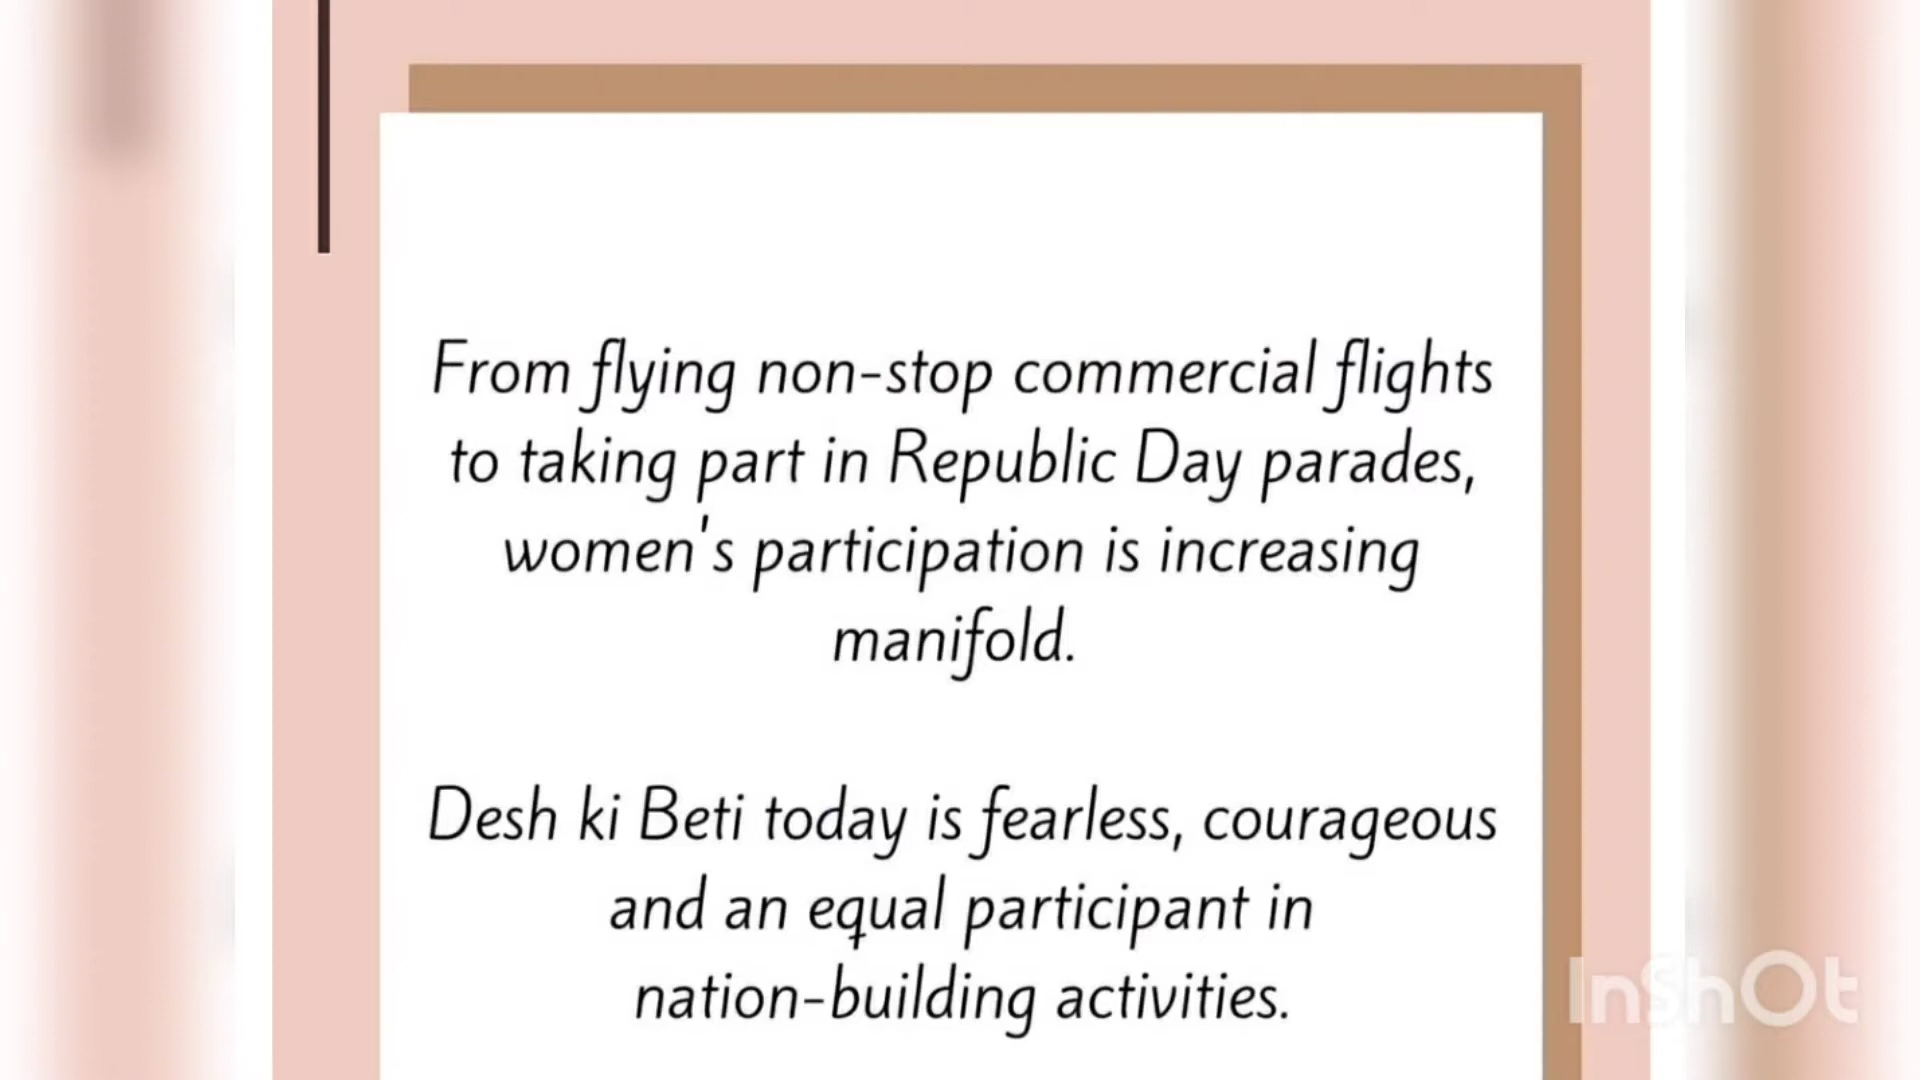 From flying non-stop commercial flights
to taking part in Republic Day parades,
women's participation is increasing
manifold.
Desh ki Beti today is fearless, courageous
and an equal participant in
nation-building activities.
InShOt